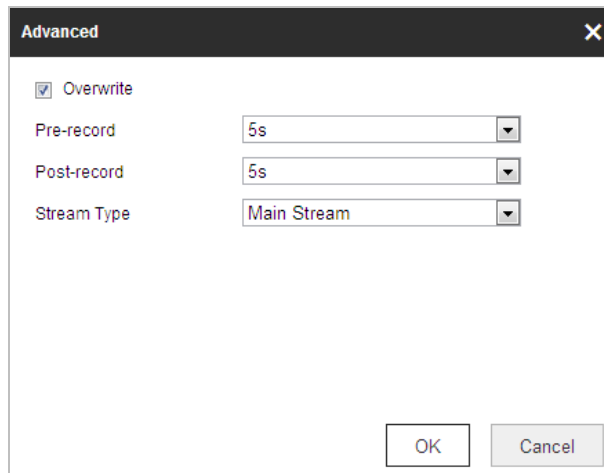 Advanced
Overwrite
Pre-record 5s
Post-record 5s
Stream Type Main Stream
OK Cancel